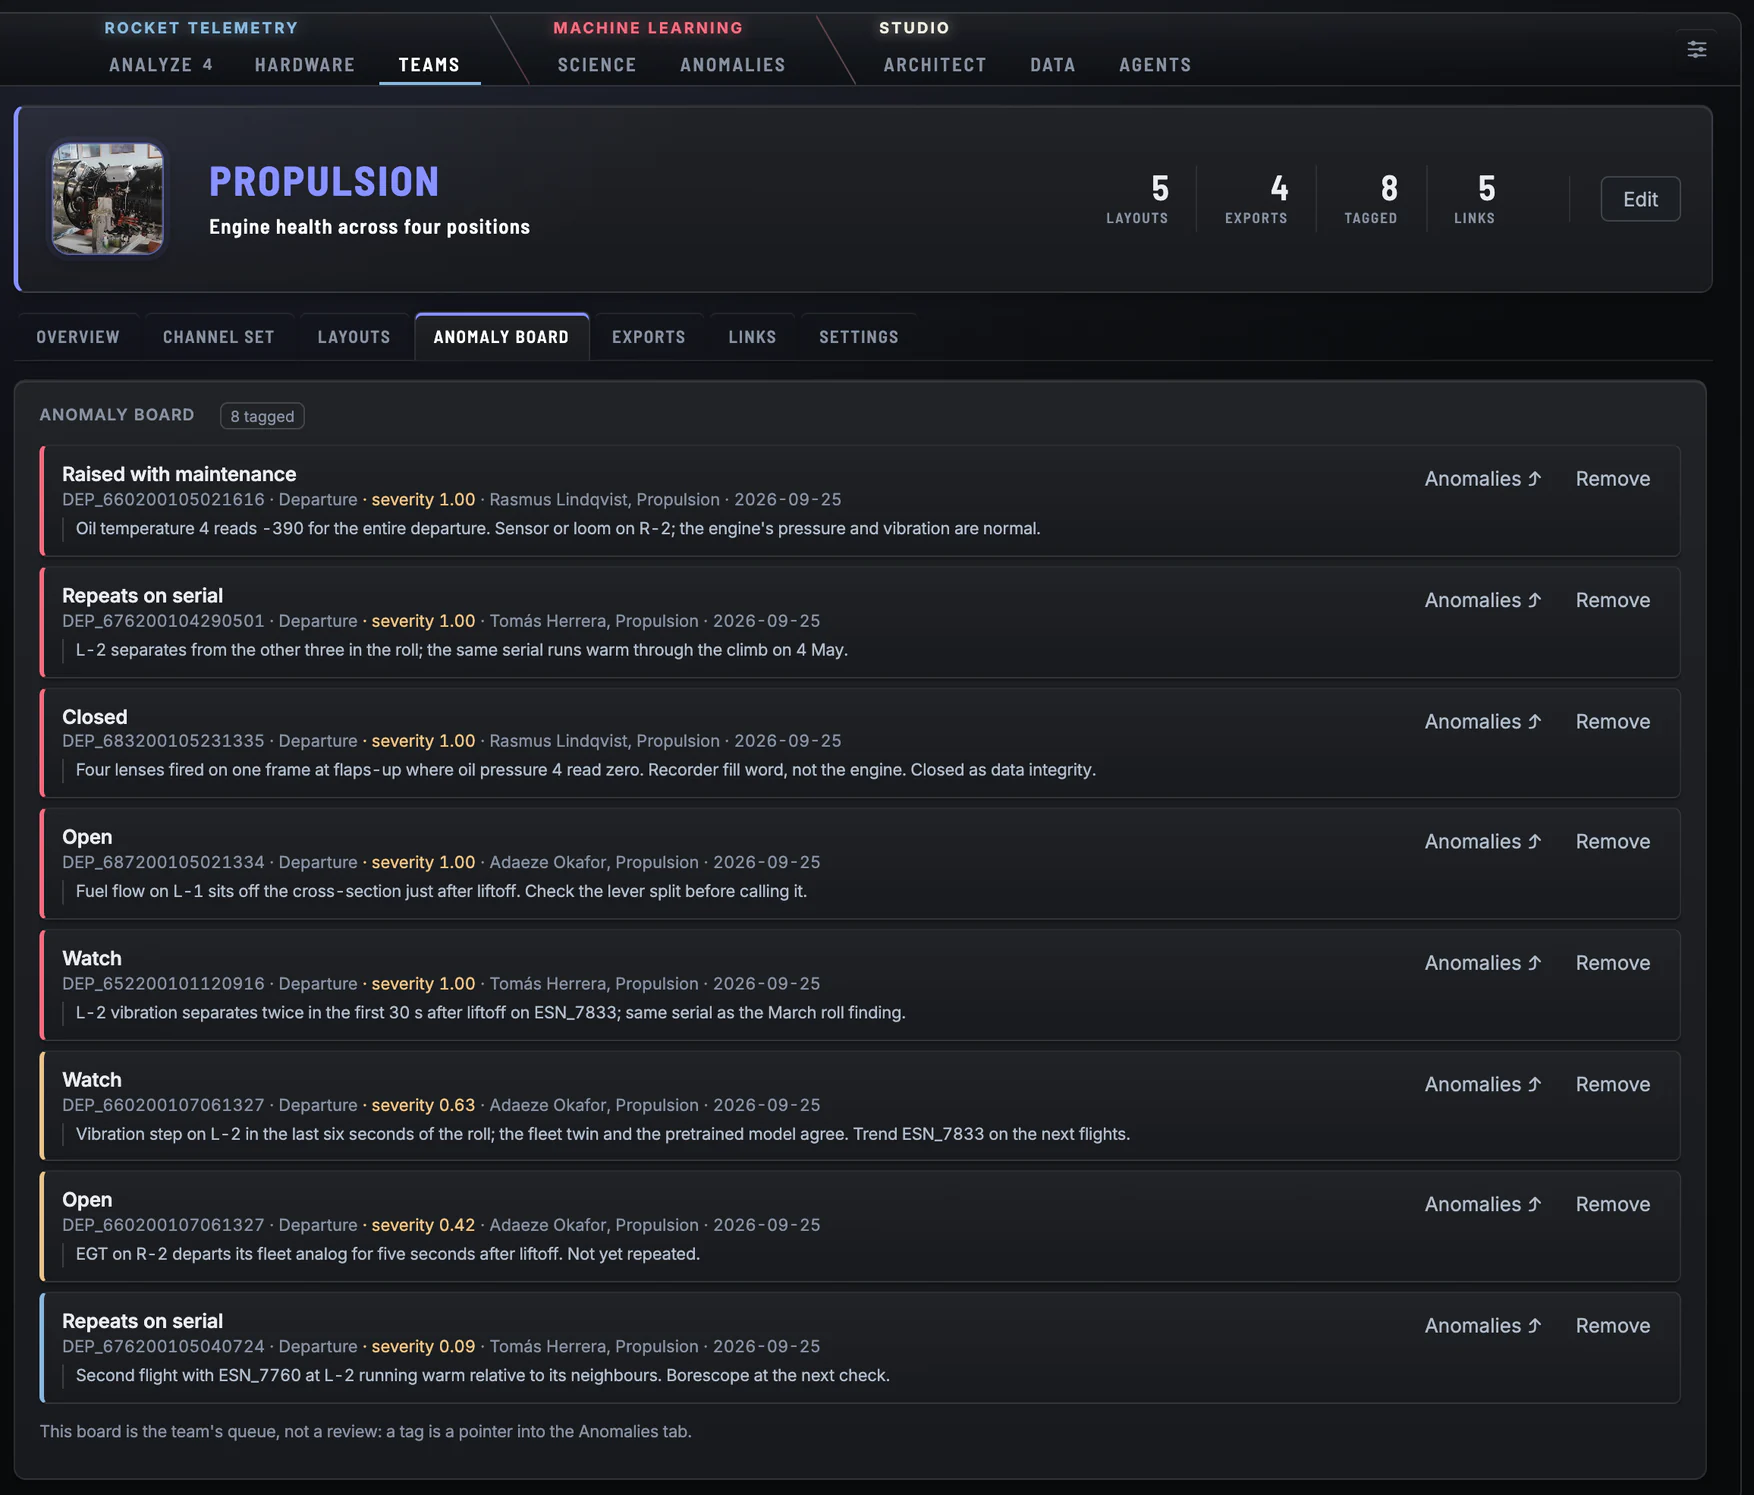 ROCKET TELEMETRY
MACHINE LEARNING
STUDIO
ANALYZE 4
HARDWARE
TEAMS
SCIENCE
ANOMALIES
ARCHITECT
DATA
AGENTS
PROPULSION
Engine health across four positions
5
LAYOUTS
4
EXPORTS
8
TAGGED
5
LINKS
Edit
OVERVIEW
CHANNEL SET
LAYOUTS
ANOMALY BOARD
EXPORTS
LINKS
SETTINGS
ANOMALY BOARD
8 tagged
Raised with maintenance
DEP_660200105021616 · Departure · severity 1.00 · Rasmus Lindqvist, Propulsion · 2026-09-25
Oil temperature 4 reads -390 for the entire departure. Sensor or loom on R-2; the engine's pressure and vibration are normal.
Anomalies ⤴
Remove
Repeats on serial
DEP_676200104290501 · Departure · severity 1.00 · Tomás Herrera, Propulsion · 2026-09-25
L-2 separates from the other three in the roll; the same serial runs warm through the climb on 4 May.
Anomalies ⤴
Remove
Closed
DEP_683200105231335 · Departure · severity 1.00 · Rasmus Lindqvist, Propulsion · 2026-09-25
Four lenses fired on one frame at flaps-up where oil pressure 4 read zero. Recorder fill word, not the engine. Closed as data integrity.
Anomalies ⤴
Remove
Open
DEP_687200105021334 · Departure · severity 1.00 · Adaeze Okafor, Propulsion · 2026-09-25
Fuel flow on L-1 sits off the cross-section just after liftoff. Check the lever split before calling it.
Anomalies ⤴
Remove
Watch
DEP_652200101120916 · Departure · severity 1.00 · Tomás Herrera, Propulsion · 2026-09-25
L-2 vibration separates twice in the first 30 s after liftoff on ESN_7833; same serial as the March roll finding.
Anomalies ⤴
Remove
Watch
DEP_660200107061327 · Departure · severity 0.63 · Adaeze Okafor, Propulsion · 2026-09-25
Vibration step on L-2 in the last six seconds of the roll; the fleet twin and the pretrained model agree. Trend ESN_7833 on the next flights.
Anomalies ⤴
Remove
Open
DEP_660200107061327 · Departure · severity 0.42 · Adaeze Okafor, Propulsion · 2026-09-25
EGT on R-2 departs its fleet analog for five seconds after liftoff. Not yet repeated.
Anomalies ⤴
Remove
Repeats on serial
DEP_676200105040724 · Departure · severity 0.09 · Tomás Herrera, Propulsion · 2026-09-25
Second flight with ESN_7760 at L-2 running warm relative to its neighbours. Borescope at the next check.
Anomalies ⤴
Remove
This board is the team's queue, not a review: a tag is a pointer into the Anomalies tab.